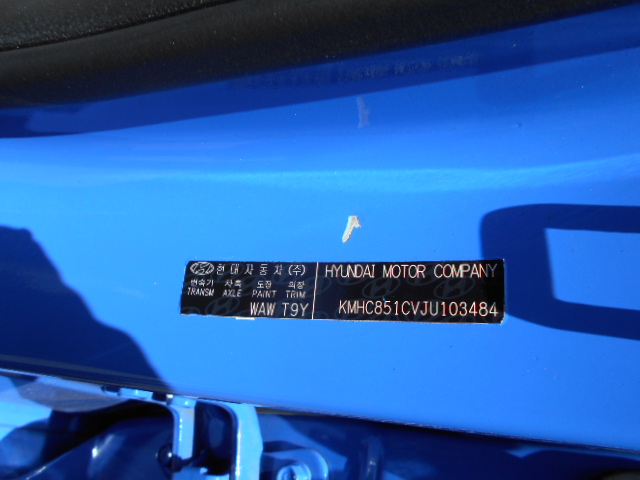 현대자동차(주)
변속기 차축 도장 의장
TRANSM AXLE PAINT TRIM
WAW T9Y
HYUNDAI MOTOR COMPANY
KMHC851CVJU103484